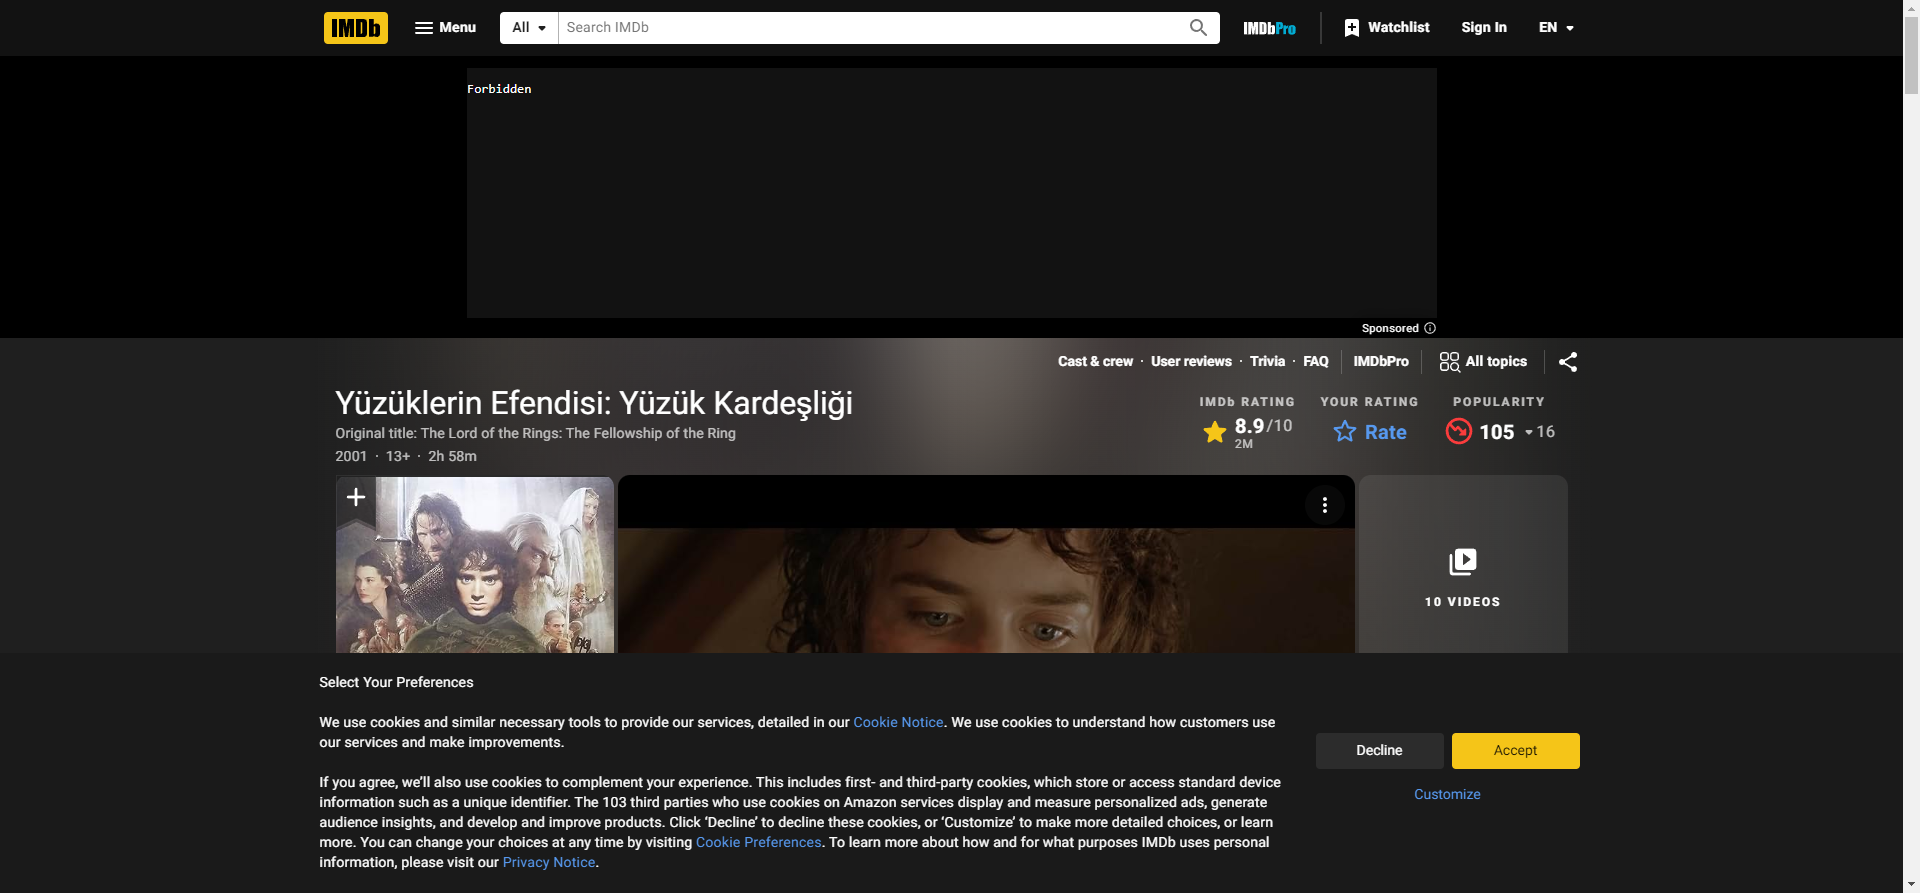 IMDb Menu All Search IMDb IMDbPro Watchlist Sign In EN
Forbidden
Sponsored
Cast & crew · User reviews · Trivia · FAQ IMDbPro All topics
Yüzüklerin Efendisi: Yüzük Kardeşliği
Original title: The Lord of the Rings: The Fellowship of the Ring
2001 · 13+ · 2h 58m
IMDb RATING YOUR RATING POPULARITY
8.9/10 Rate 105 16
2M
10 VIDEOS
Select Your Preferences
We use cookies and similar necessary tools to provide our services, detailed in our Cookie Notice. We use cookies to understand how customers use
our services and make improvements.
If you agree, we’ll also use cookies to complement your experience. This includes first- and third-party cookies, which store or access standard device
information such as a unique identifier. The 103 third parties who use cookies on Amazon services display and measure personalized ads, generate
audience insights, and develop and improve products. Click ‘Decline’ to decline these cookies, or ‘Customize’ to make more detailed choices, or learn
more. You can change your choices at any time by visiting Cookie Preferences. To learn more about how and for what purposes IMDb uses personal
information, please visit our Privacy Notice.
Decline Accept
Customize